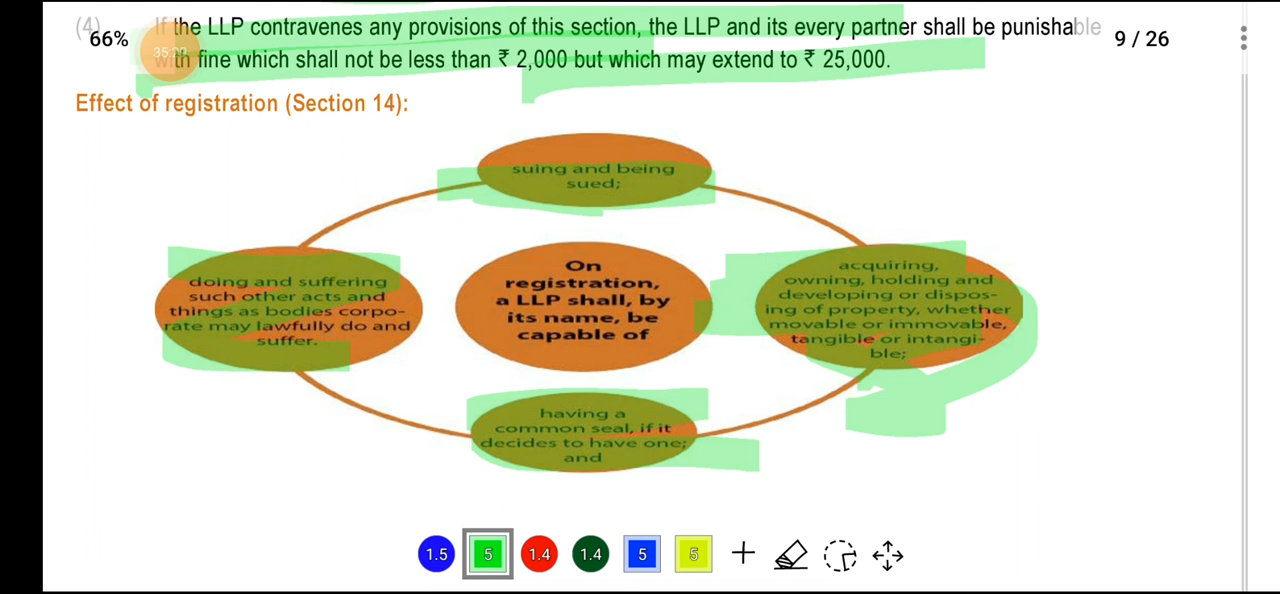 (4) If the LLP contravenes any provisions of this section, the LLP and its every partner shall be punishable
66%
35:20
9 / 26
with fine which shall not be less than ₹ 2,000 but which may extend to ₹ 25,000.
Effect of registration (Section 14):
suing and being
sued;
doing and suffering
such other acts and
things as bodies corpo-
rate may lawfully do and
suffer.
On
registration,
a LLP shall, by
its name, be
capable of
acquiring,
owning, holding and
developing or dispos-
ing of property, whether
movable or immovable,
tangible or intangi-
ble;
having a
common seal, if it
decides to have one;
and
1.5 5 1.4 1.4 5 5